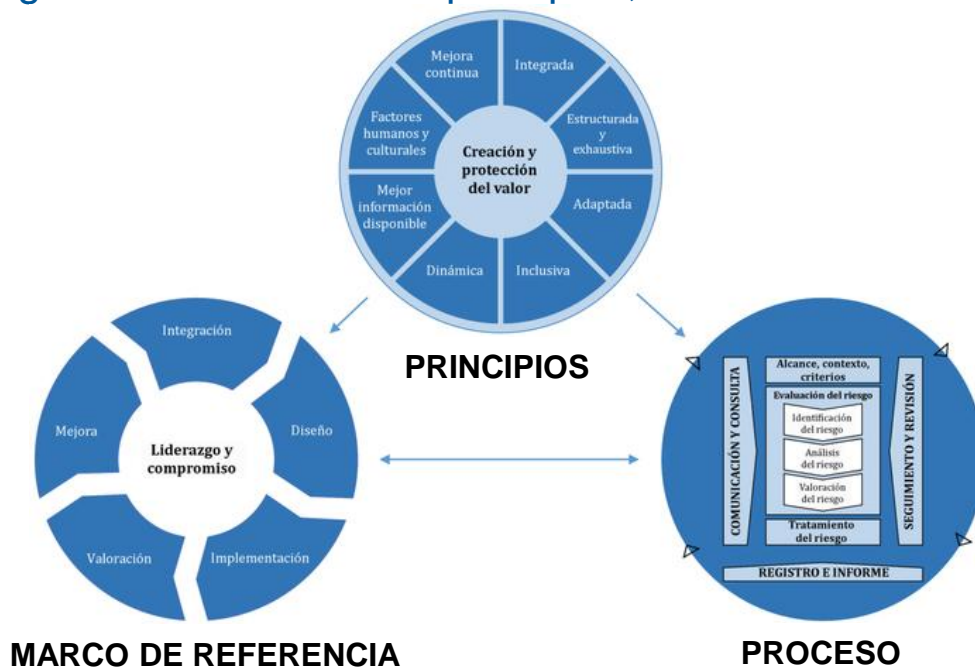 Mejora
continua
Integrada
Estructurada
y
exhaustiva
Adaptada
Inclusiva
Dinámica
Mejor
información
disponible
Factores
humanos y
culturales
Creación y
protección
del valor
PRINCIPIOS
Integración
Diseño
Implementación
Valoración
Mejora
Liderazgo y
compromiso
MARCO DE REFERENCIA
COMUNICACIÓN Y CONSULTA
Alcance, contexto,
criterios
Evaluación del riesgo
Identificación
del riesgo
Análisis
del riesgo
Valoración
del riesgo
Tratamiento
del riesgo
SEGUIMIENTO Y REVISIÓN
REGISTRO E INFORME
PROCESO